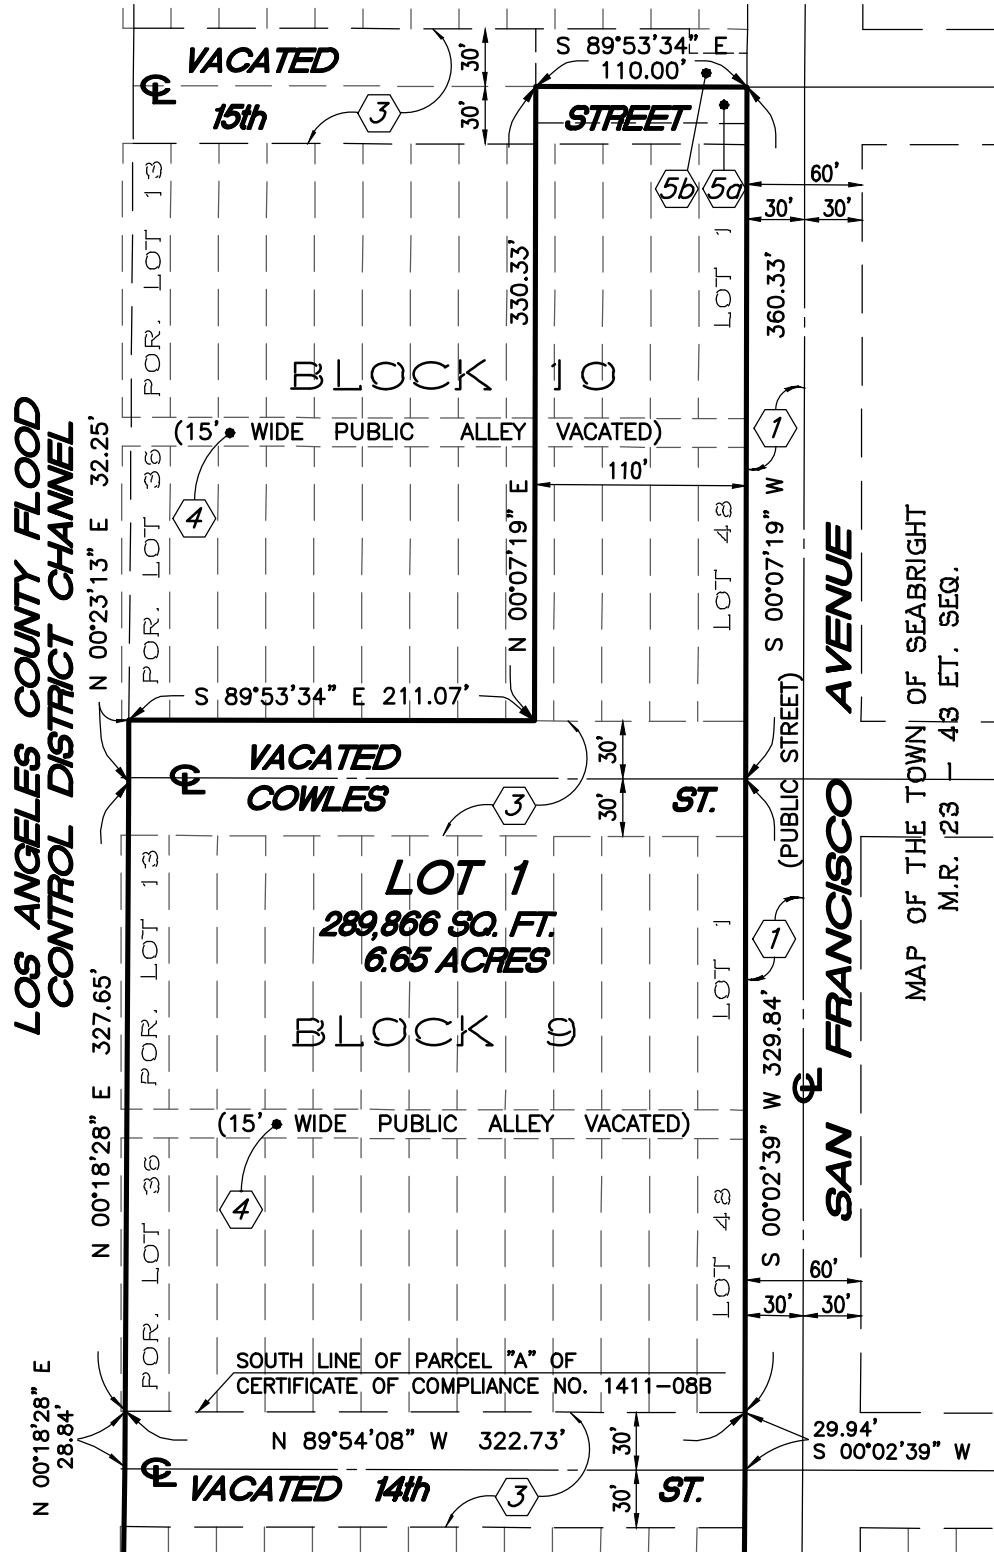 S 89°53'34" E
110.00'
30'
30'
VACATED
15th
STREET
℄
3
5b
5a
60'
30'
30'
POR. LOT 13
LOT 1
330.33'
360.33'
BLOCK 10
(15' WIDE PUBLIC ALLEY VACATED)
1
4
110'
POR. LOT 36
LOT 48
N 00°23'13" E 32.25'
N 00°07'19" E
S 00°07'19" W
LOS ANGELES COUNTY FLOOD
CONTROL DISTRICT CHANNEL
S 89°53'34" E 211.07'
℄
VACATED
COWLES
ST.
3
30'
30'
(PUBLIC STREET)
SAN FRANCISCO AVENUE
℄
MAP OF THE TOWN OF SEABRIGHT
M.R. 23 - 43 ET. SEQ.
LOT 1
289,866 SQ. FT.
6.65 ACRES
POR. LOT 13
LOT 1
1
N 00°18'28" E 327.65'
S 00°02'39" W 329.84'
BLOCK 9
(15' WIDE PUBLIC ALLEY VACATED)
4
POR. LOT 36
LOT 48
60'
30'
30'
SOUTH LINE OF PARCEL "A" OF
CERTIFICATE OF COMPLIANCE NO. 1411-08B
N 00°18'28" E
28.84'
N 89°54'08" W 322.73'
29.94'
S 00°02'39" W
30'
30'
℄
VACATED 14th ST.
3